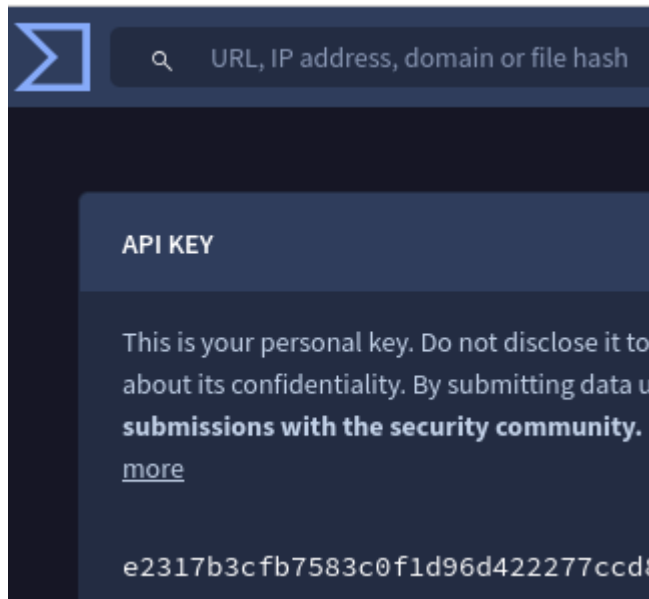 URL, IP address, domain or file hash
API KEY
This is your personal key. Do not disclose it to
about its confidentiality. By submitting data u
submissions with the security community.
more
e2317b3cfb7583c0f1d96d422277ccd8